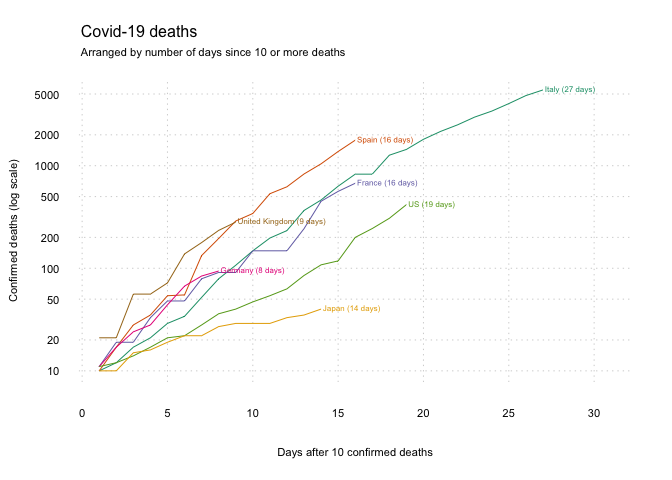 Covid-19 deaths
Arranged by number of days since 10 or more deaths
Confirmed deaths (log scale)
5000
2000
1000
500
200
100
50
20
10
Italy (27 days)
Spain (16 days)
France (16 days)
US (19 days)
United Kingdom (9 days)
Germany (8 days)
Japan (14 days)
0 5 10 15 20 25 30
Days after 10 confirmed deaths